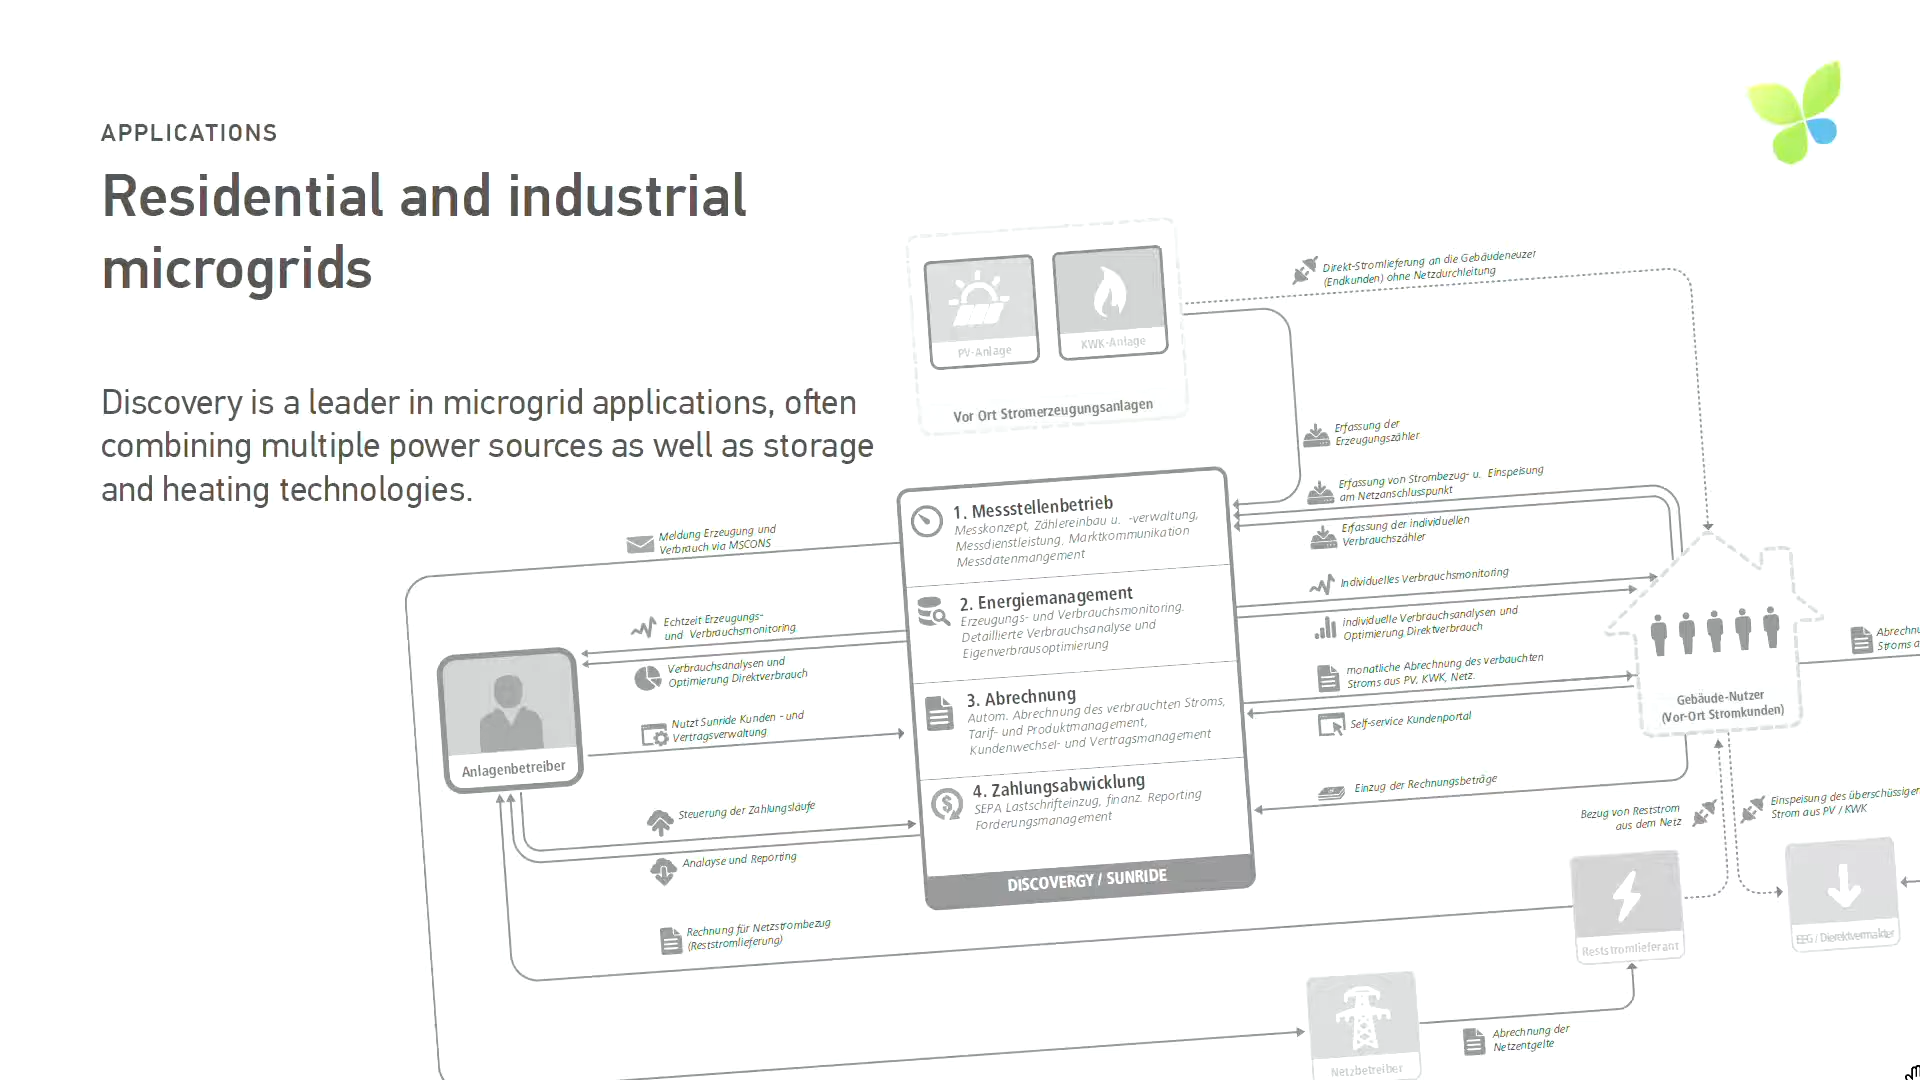 APPLICATIONS
Residential and industrial
microgrids
Discovery is a leader in microgrid applications, often
combining multiple power sources as well as storage
and heating technologies.
PV-Anlage
KWK-Anlage
Vor Ort Stromerzeugungsanlagen
Direkt-Stromlieferung an die Gebäudeneuzer
(Endkunden) ohne Netzdurchleitung
Erfassung der
Erzeugungszähler
Erfassung von Strombezug- u. Einspeisung
am Netzanschlusspunkt
Erfassung der individuellen
Verbrauchszähler
Individuelles Verbrauchsmonitoring
individuelle Verbrauchsanalysen und
Optimierung Direktverbrauch
monatliche Abrechnung des verbauchten
Stroms aus PV, KWK, Netz.
Self-service Kundenportal
Einzug der Rechnungsbeträge
1. Messstellenbetrieb
Messkonzept, Zählereinbau u. -verwaltung,
Messdienstleistung, Marktkommunikation
Messdatenmangement
2. Energiemanagement
Erzeugungs- und Verbrauchsmonitoring.
Detaillierte Verbrauchsanalyse und
Eigenverbrausoptimierung
3. Abrechnung
Autom. Abrechnung des verbrauchten Stroms,
Tarif- und Produktmanagement,
Kundenwechsel- und Vertragsmanagement
4. Zahlungsabwicklung
SEPA Lastschrifteinzug, finanz. Reporting
Forderungsmanagement
DISCOVERGY / SUNRIDE
Meldung Erzeugung und
Verbrauch via MSCONS
Echtzeit Erzeugungs-
und Verbrauchsmonitoring
Verbrauchsanalysen und
Optimierung Direktverbrauch
Nutzt Sunride Kunden - und
Vertragsverwaltung
Anlagenbetreiber
Steuerung der Zahlungsläufe
Analayse und Reporting
Rechnung für Netzstrombezug
(Reststromlieferung)
Gebäude-Nutzer
(Vor-Ort Stromkunden)
Abrechnu
Stroms a
Bezug von Reststrom
aus dem Netz
Einspeisung des überschüssigen
Strom aus PV / KWK
Reststromlieferant
EEG / Direktvermakter
Abrechnung der
Netzentgelte
Netzbetreiber